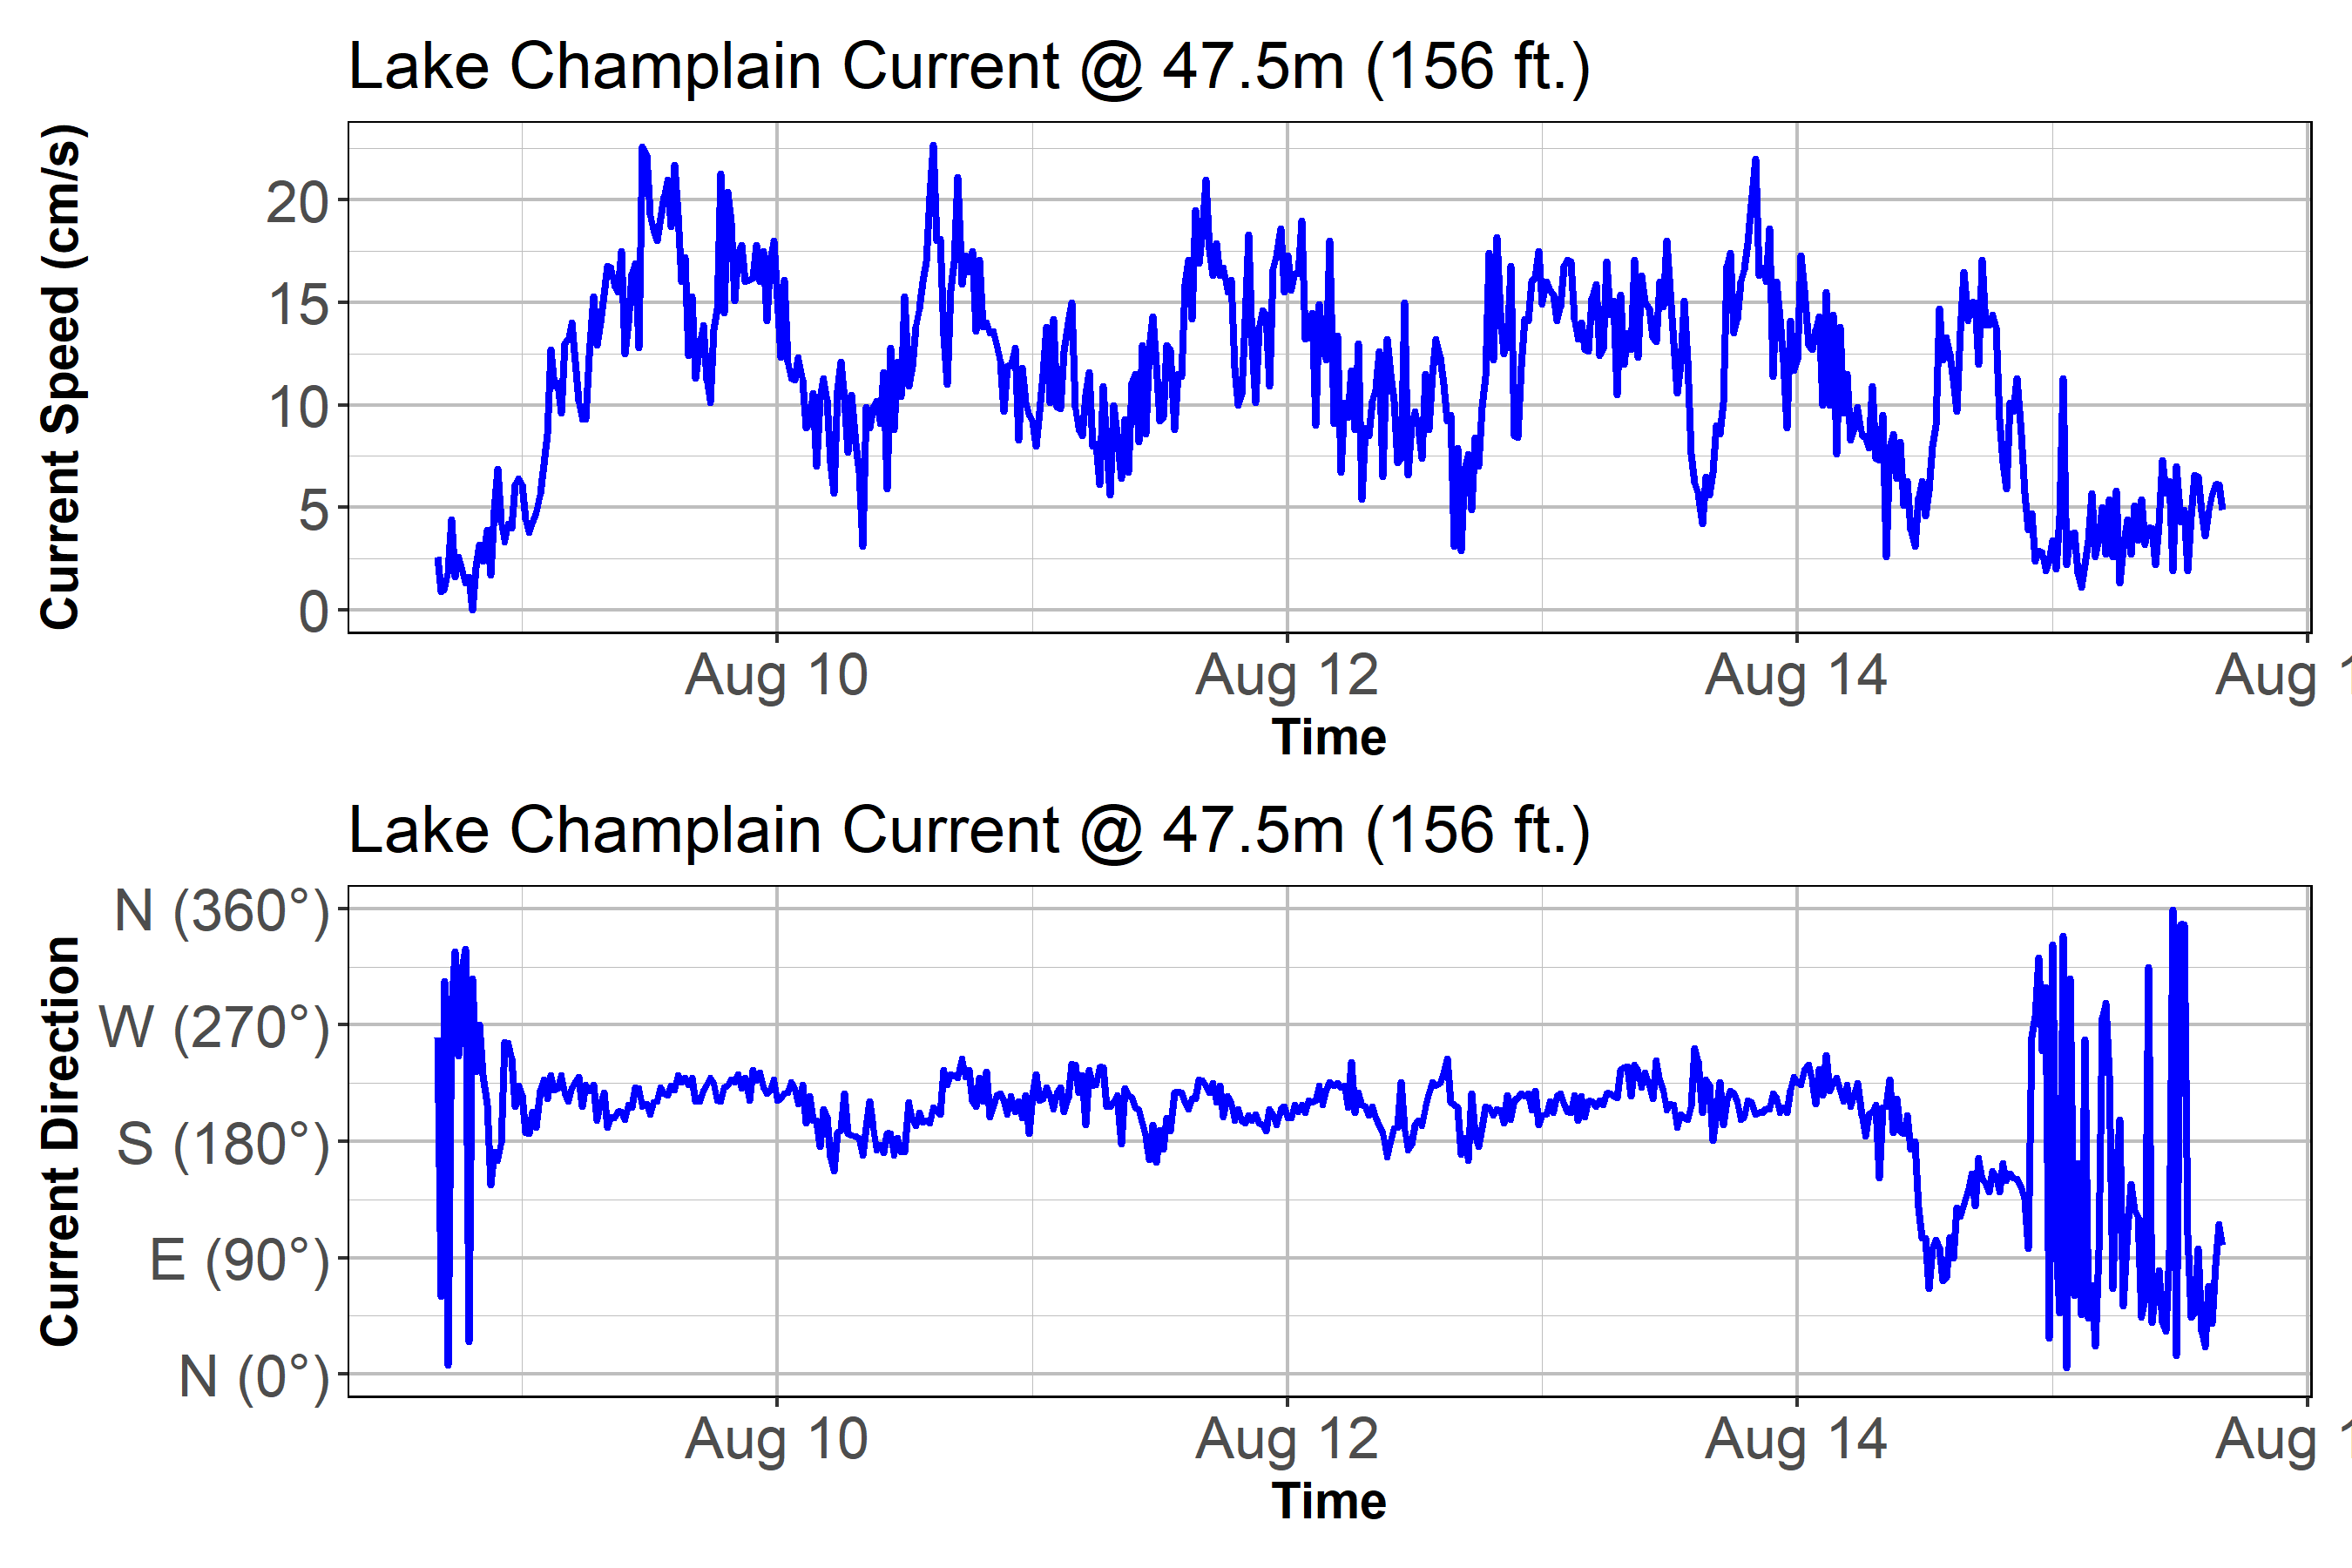 Lake Champlain Current @ 47.5m (156 ft.)
Current Speed (cm/s)
20
15
10
5
0
Aug 10 Aug 12 Aug 14 Aug 1
Time
Lake Champlain Current @ 47.5m (156 ft.)
Current Direction
N (360°)
W (270°)
S (180°)
E (90°)
N (0°)
Aug 10 Aug 12 Aug 14 Aug 1
Time